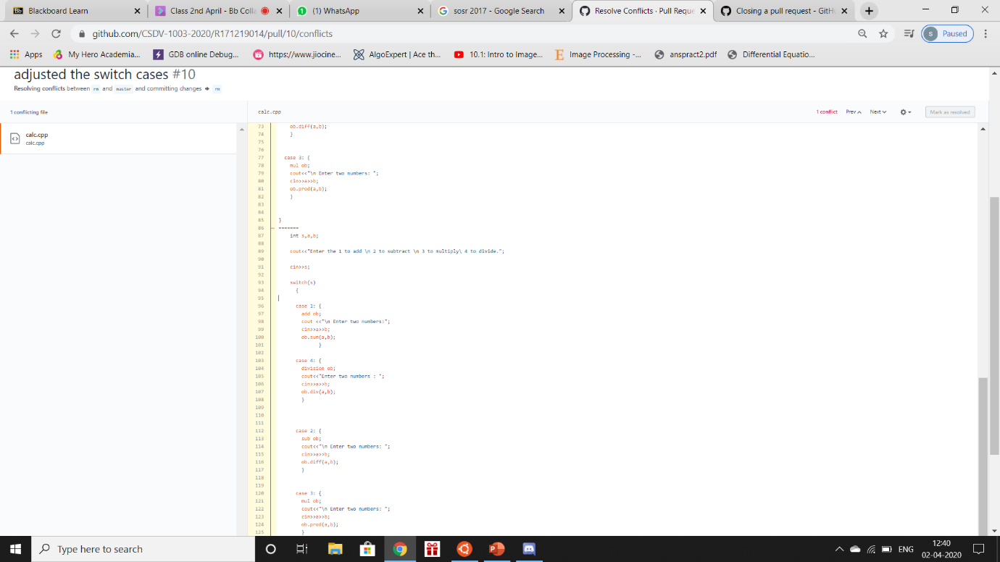 Blackboard Learn
Class 2nd April - Bb Colla
(1) WhatsApp
sosr 2017 - Google Search
Resolve Conflicts · Pull Reque
Closing a pull request - GitH
github.com/CSDV-1003-2020/R171219014/pull/10/conflicts
S Paused
Apps
My Hero Academia...
GDB online Debug...
https://www.jiocine...
AlgoExpert | Ace th...
10.1: Intro to Image...
Image Processing -...
anspract2.pdf
Differential Equatio...
adjusted the switch cases #10
Resolving conflicts between rm and master and committing changes → rm
1 conflicting file
calc.cpp
1 conflict Prev Next
Mark as resolved
calc.cpp
calc.cpp
73 ob.diff(a,b);
74 }
75
76
77 case 3: {
78 mul ob;
79 cout<<"\n Enter two numbers: ";
80 cin>>a>>b;
81 ob.prod(a,b);
82 }
83
84
85 }
86 =======
87 int s,a,b;
88
89 cout<<"Enter the 1 to add \n 2 to subtract \n 3 to multiply\ 4 to divide.";
90
91 cin>>s;
92
93 switch(s)
94 {
95
96 case 1: {
97 add ob;
98 cout <<"\n Enter two numbers:";
99 cin>>a>>b;
100 ob.sum(a,b);
101 }
102
103 case 4: {
104 division ob;
105 cout<<"Enter two numbers : ";
106 cin>>a>>b;
107 ob.div(a,b);
108 }
109
110
111
112 case 2: {
113 sub ob;
114 cout<<"\n Enter two numbers: ";
115 cin>>a>>b;
116 ob.diff(a,b);
117 }
118
119
120 case 3: {
121 mul ob;
122 cout<<"\n Enter two numbers: ";
123 cin>>a>>b;
124 ob.prod(a,b);
125 }
Type here to search
ENG
12:40
02-04-2020